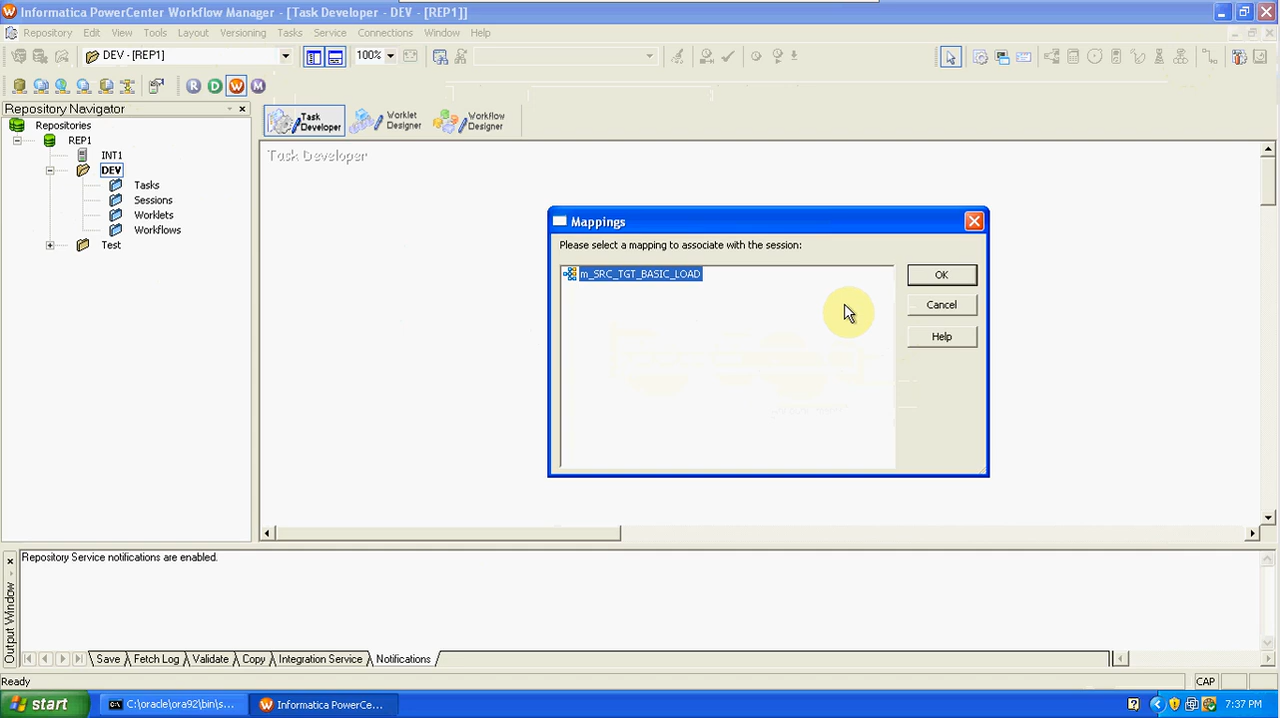 Informatica PowerCenter Workflow Manager - [Task Developer - DEV - [REP1]]
Repository Edit View Tools Layout Versioning Tasks Service Connections Window Help
DEV - [REP1] 100%
R D W M
Repository Navigator
Repositories
REP1
INT1
DEV
Tasks
Sessions
Worklets
Workflows
Test
Task Developer
Worklet Designer
Workflow Designer
Task Developer
Mappings
Please select a mapping to associate with the session:
m_SRC_TGT_BASIC_LOAD
OK
Cancel
Help
Repository Service notifications are enabled.
Output Window
Save Fetch Log Validate Copy Integration Service Notifications
Ready CAP
start C:\oracle\ora92\bin\s... Informatica PowerCe... 7:37 PM